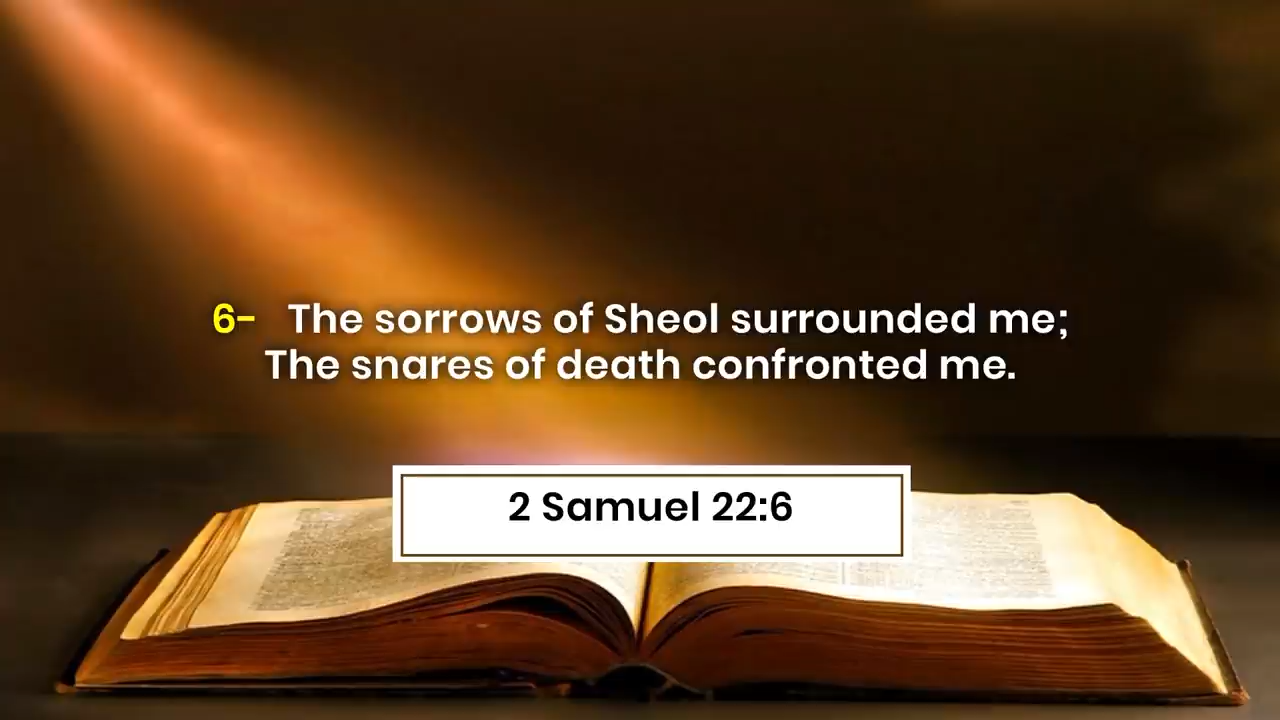 6- The sorrows of Sheol surrounded me;
The snares of death confronted me.
2 Samuel 22:6